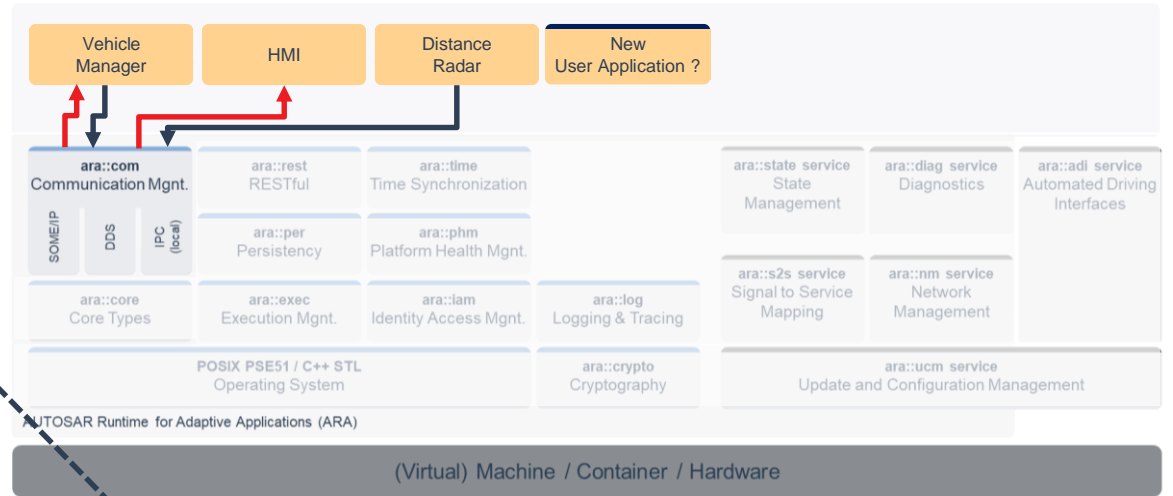 Vehicle
Manager
HMI
Distance
Radar
New
User Application ?
ara::com
Communication Mgnt.
SOME/IP
DDS
IPC
(local)
ara::rest
RESTful
ara::time
Time Synchronization
ara::per
Persistency
ara::phm
Platform Health Mgnt.
ara::core
Core Types
ara::exec
Execution Mgnt.
ara::iam
Identity Access Mgnt.
ara::log
Logging & Tracing
ara::state service
State
Management
ara::diag service
Diagnostics
ara::adi service
Automated Driving
Interfaces
ara::s2s service
Signal to Service
Mapping
ara::nm service
Network
Management
POSIX PSE51 / C++ STL
Operating System
ara::crypto
Cryptography
ara::ucm service
Update and Configuration Management
AUTOSAR Runtime for Adaptive Applications (ARA)
(Virtual) Machine / Container / Hardware